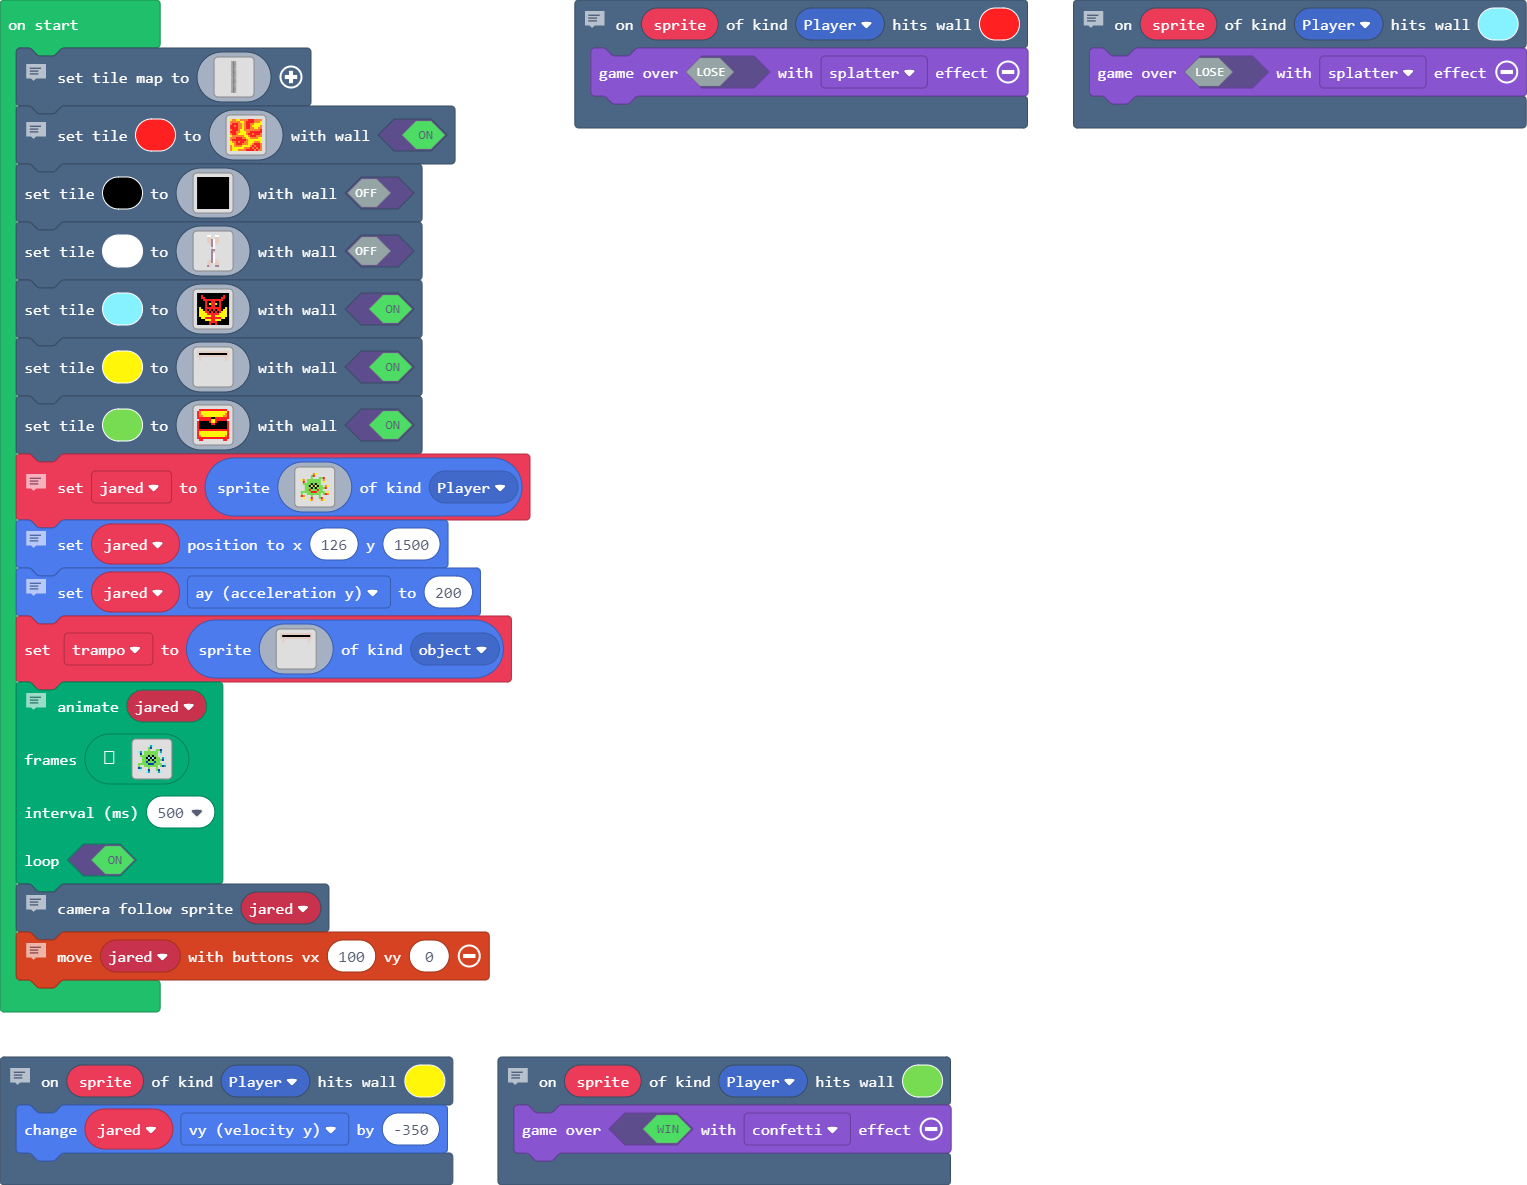 on start
set tile map to
set tile to with wall ON
set tile to with wall OFF
set tile to with wall OFF
set tile to with wall ON
set tile to with wall ON
set tile to with wall ON
set jared to sprite of kind Player
set jared position to x 126 y 1500
set jared ay (acceleration y) to 200
set trampo to sprite of kind object
animate jared
frames
interval (ms) 500
loop ON
camera follow sprite jared
move jared with buttons vx 100 vy 0
on sprite of kind Player hits wall
game over LOSE with splatter effect
on sprite of kind Player hits wall
game over LOSE with splatter effect
on sprite of kind Player hits wall
change jared vy (velocity y) by -350
on sprite of kind Player hits wall
game over WIN with confetti effect